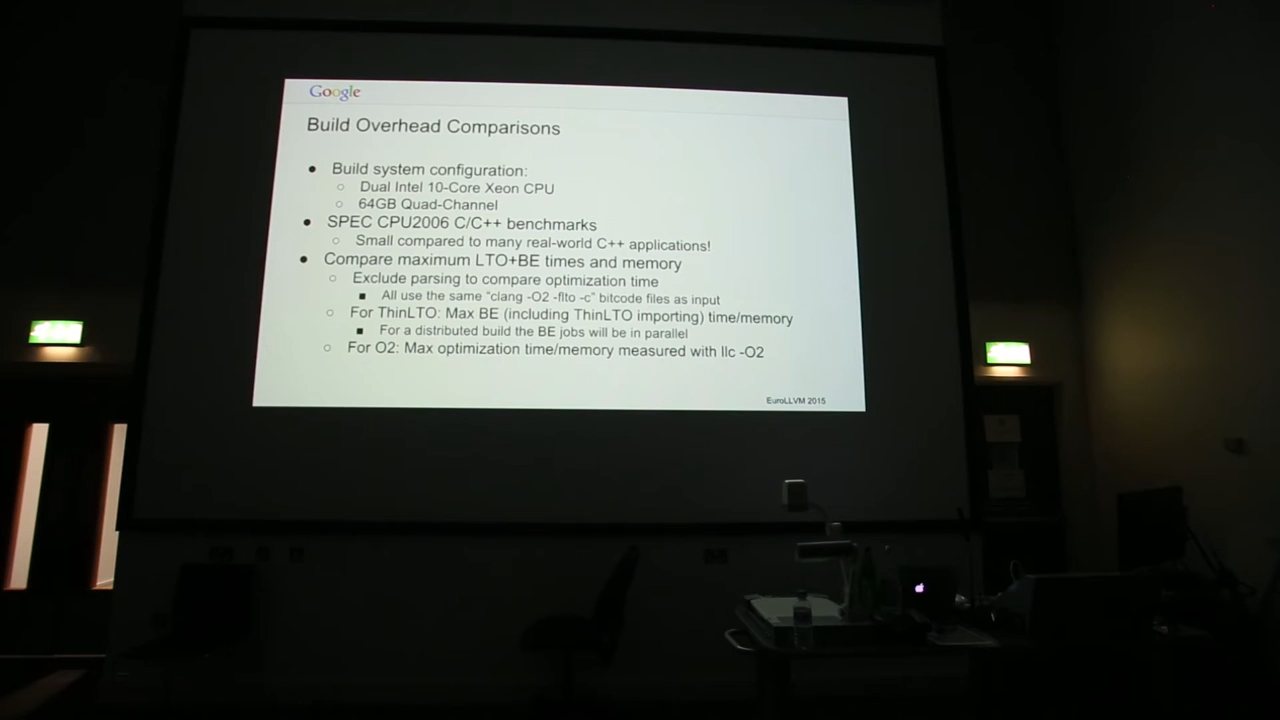 Google
Build Overhead Comparisons
● Build system configuration:
○ Dual Intel 10-Core Xeon CPU
○ 64GB Quad-Channel
● SPEC CPU2006 C/C++ benchmarks
○ Small compared to many real-world C++ applications!
● Compare maximum LTO+BE times and memory
○ Exclude parsing to compare optimization time
■ All use the same “clang -O2 -flto -c” bitcode files as input
○ For ThinLTO: Max BE (including ThinLTO importing) time/memory
■ For a distributed build the BE jobs will be in parallel
○ For O2: Max optimization time/memory measured with llc -O2
EuroLLVM 2015